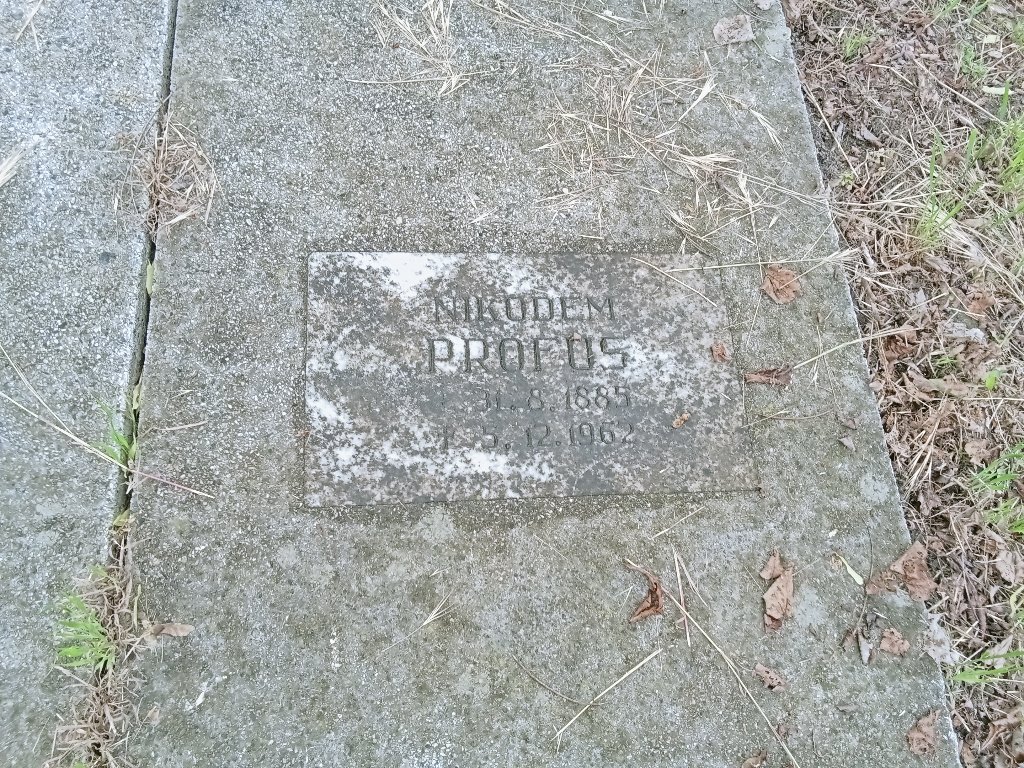 NIKODEM
PROFUS
* 31.8.1885
† 5.12.1962